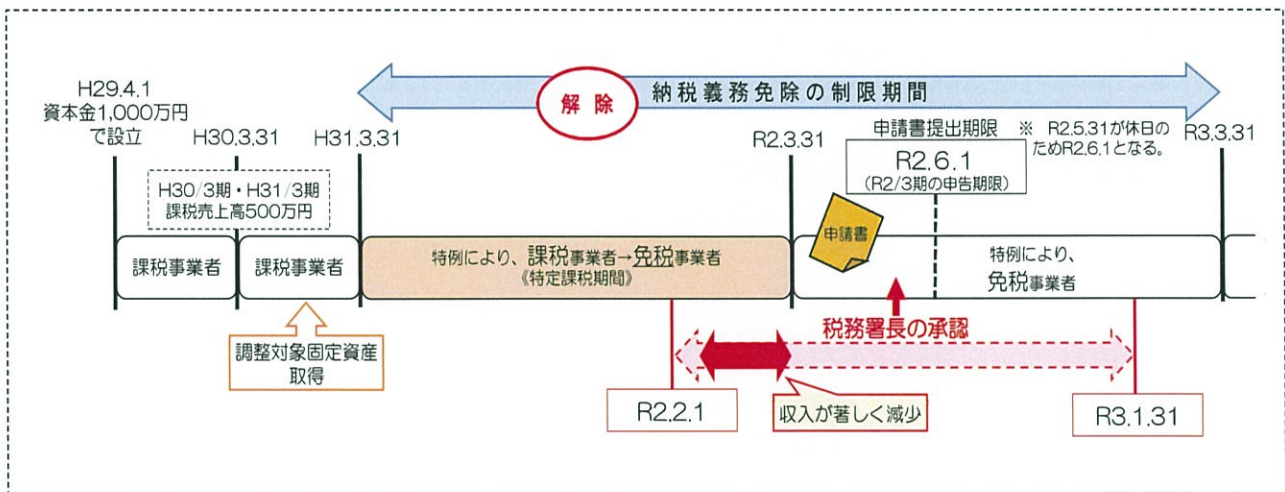 納税義務免除の制限期間
解除
H29.4.1
資本金1,000万円
で設立
H30.3.31
H31.3.31
R2.3.31
申請書提出期限
R2.6.1
(R2/3期の申告期限)
※ R2.5.31が休日の
ためR2.6.1となる。
R3.3.31
H30/3期・H31/3期
課税売上高500万円
課税事業者
課税事業者
特例により、課税事業者→免税事業者
《特定課税期間》
申請書
特例により、
免税事業者
調整対象固定資産
取得
税務署長の承認
R2.2.1
収入が著しく減少
R3.1.31